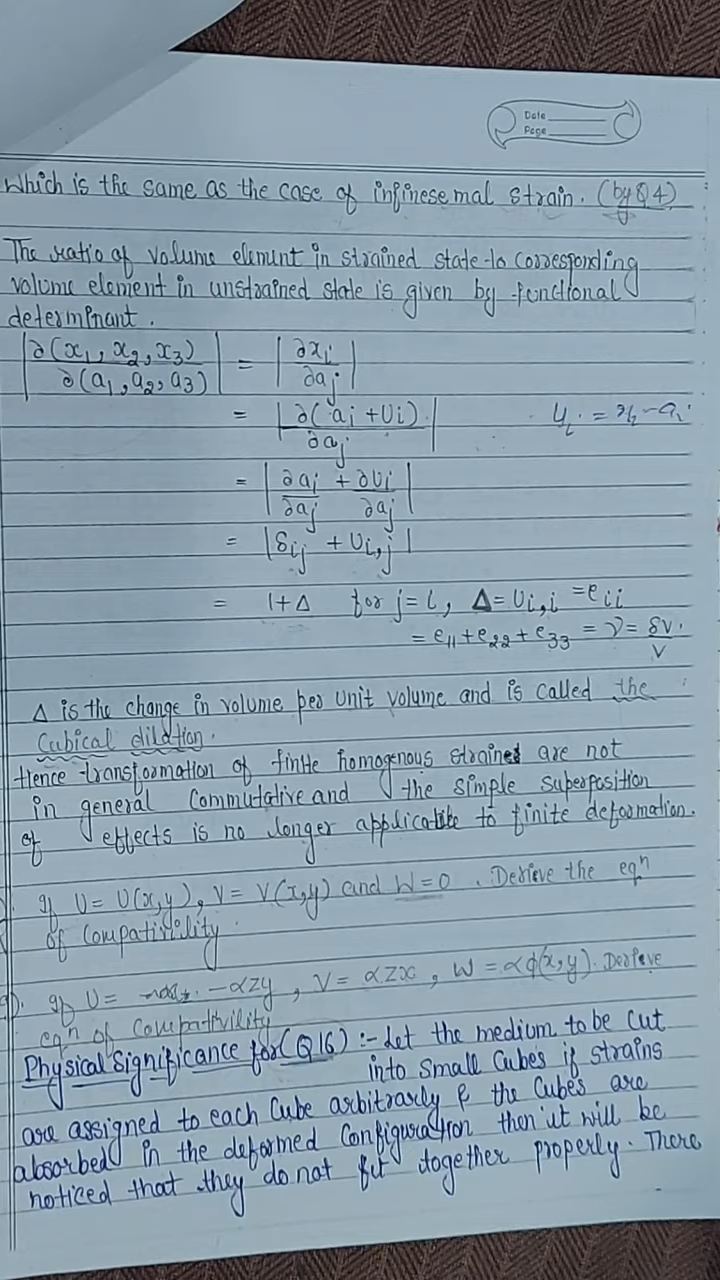 Date
Page
Which is the same as the case of infinesemal strain. (by Q4)
The ratio of volume element in strained state to corresponding
volume element in unstrained state is given by functional
determinant.
|∂(x₁, x₂, x₃) / ∂(a₁, a₂, a₃)| = |∂xᵢ / ∂aⱼ|
= |∂(aᵢ + Uᵢ) / ∂aⱼ| uᵢ = xᵢ - aᵢ
= |∂aᵢ / ∂aⱼ + ∂Uᵢ / ∂aⱼ|
= |δᵢⱼ + Uᵢ,ⱼ|
= 1+Δ for j=i, Δ = Uᵢ,ᵢ = eᵢᵢ
= e₁₁ + e₂₂ + e₃₃ = ν = δv / v
Δ is the change in volume per unit volume and is called the
Cubical dilation.
Hence transformation of finite homogenous strained are not
in general commutative and the simple superposition
of effects is no longer applicable to finite deformation.
If U = U(x,y), V = V(x,y) and W=0. Derieve the eqⁿ
of compativility.
If U = -αzy, V = αzx, W = αφ(x,y). Derieve
eqⁿ of compativility
Physical Significance for (Q16) :- Let the medium to be cut
into small cubes if strains
are assigned to each cube arbitrarly & the cubes are
absorbed in the deformed configuration then it will be
noticed that they do not fit together properly. There